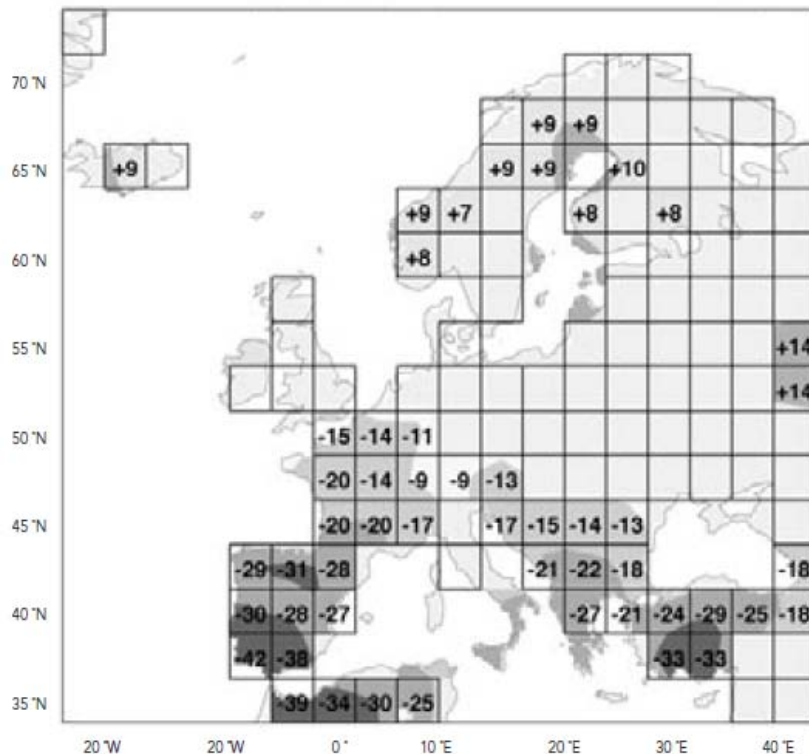 70 °N
+9 +9
65 °N +9 +9 +9 +10
+9 +7 +8 +8
60 °N +8
55 °N +14
+14
50 °N -15 -14 -11
-20 -14 -9 -9 -13
45 °N -20 -20 -17 -17 -15 -14 -13
-29 -31 -28 -21 -22 -18 -18
40 °N -30 -28 -27 -27 -21 -24 -29 -25 -18
-42 -38 -33 -33
35 °N -39 -34 -30 -25
20 °W 20 °W 0 ° 10 °E 20 °E 30 °E 40 °E